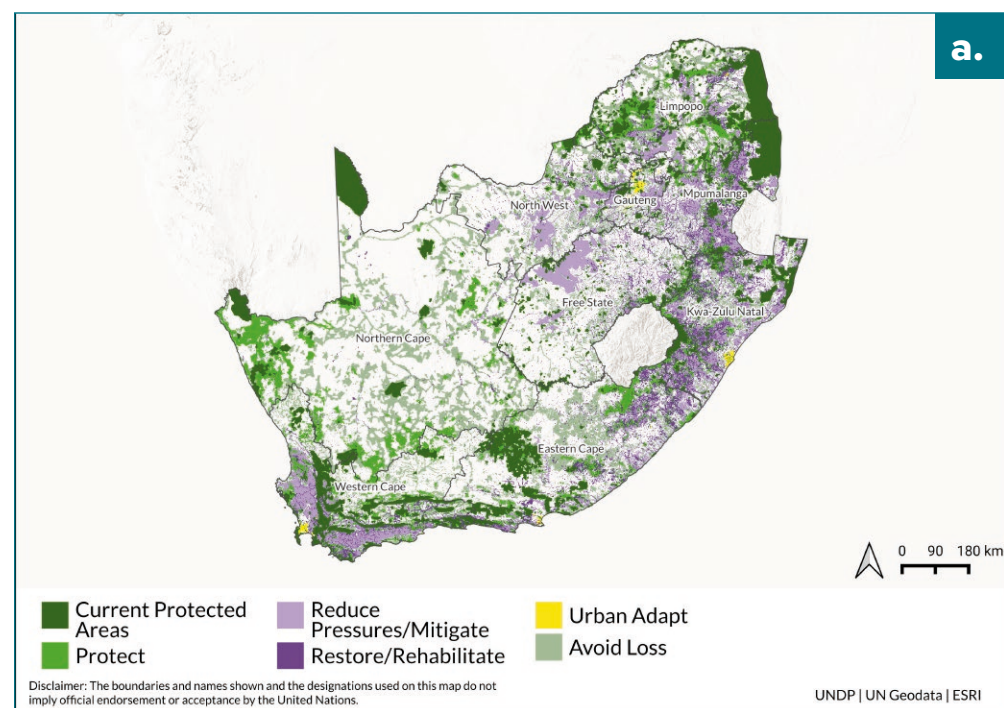 a.
Limpopo
Mpumalanga
Gauteng
North West
Free State
Kwa-Zulu Natal
Northern Cape
Eastern Cape
Western Cape
0 90 180 km
Current Protected
Areas
Protect
Reduce
Pressures/Mitigate
Restore/Rehabilitate
Urban Adapt
Avoid Loss
Disclaimer: The boundaries and names shown and the designations used on this map do not
imply official endorsement or acceptance by the United Nations.
UNDP | UN Geodata | ESRI